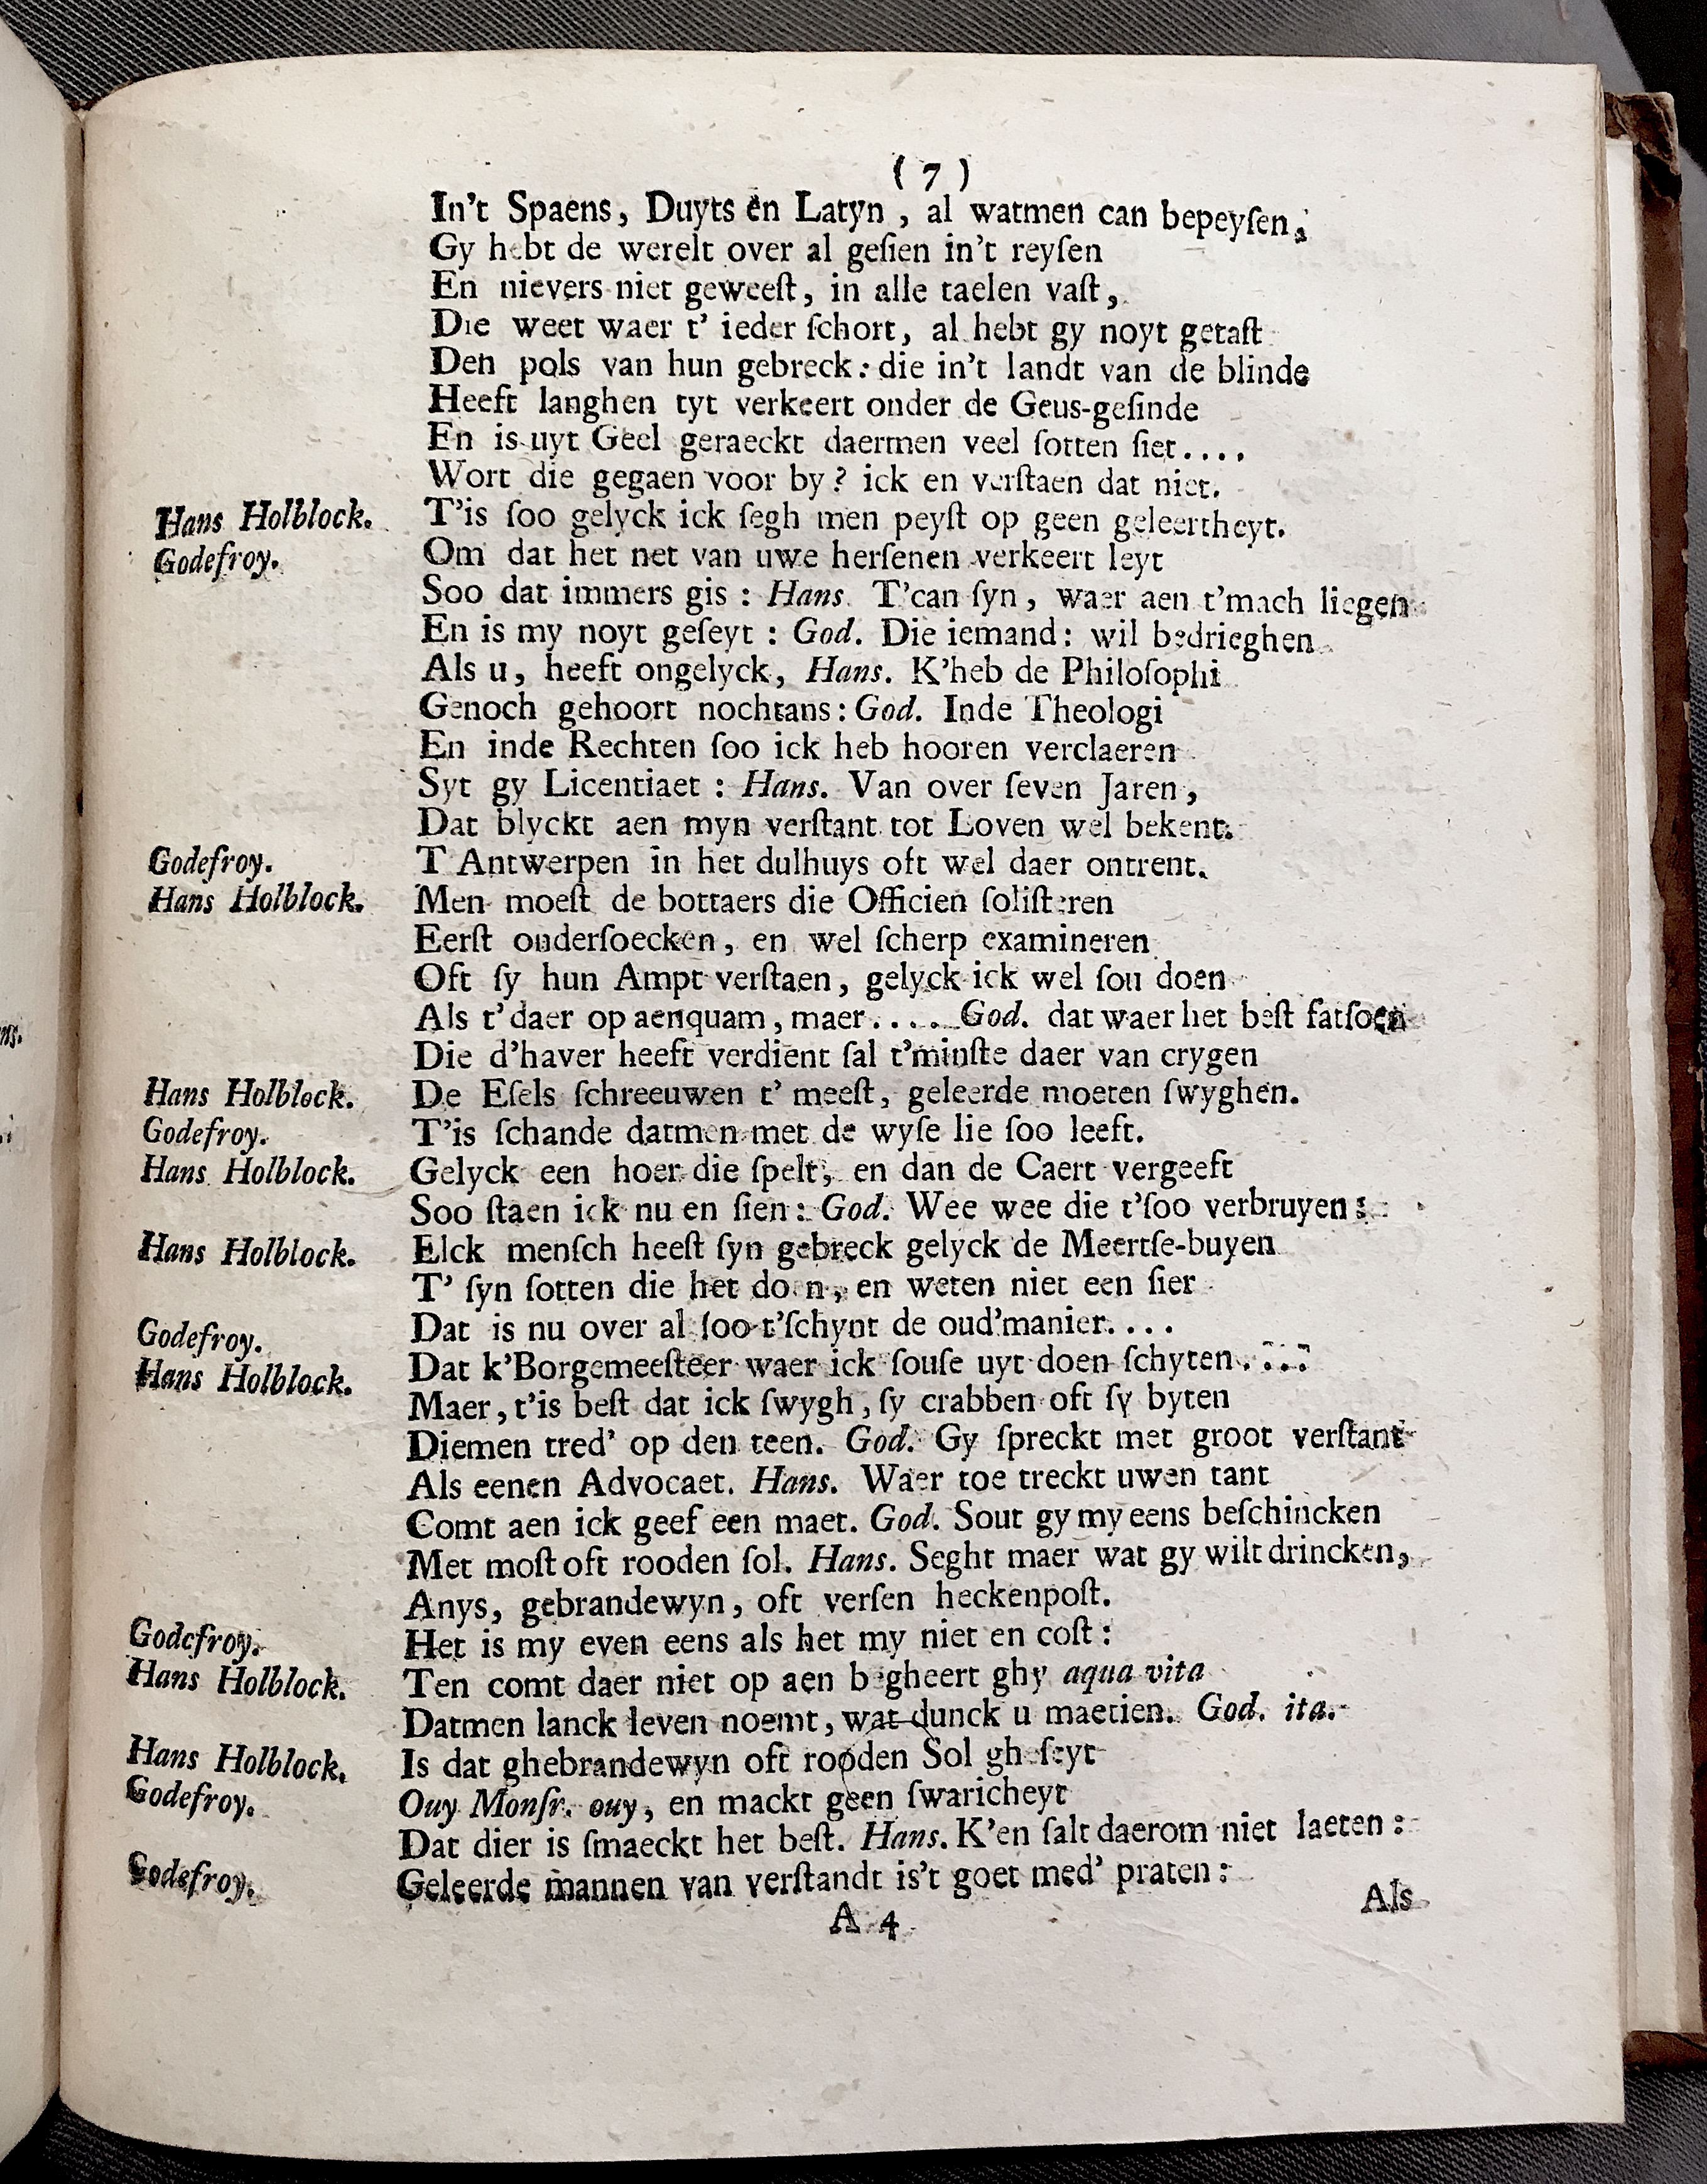 ( 7 )
In't Spaens, Duyts en Latyn, al watmen can bepeyſen,
Gy hebt de werelt over al geſien in't reyſen
En nievers niet geweeſt, in alle taelen vaſt,
Die weet waer t' ieder ſchort, al hebt gy noyt getaſt
Den pols van hun gebreck: die in't landt van de blinde
Heeft langhen tyt verkeert onder de Geus-geſinde
En is uyt Geel geraeckt daermen veel ſotten ſiet....
Wort die gegaen voor by? ick en verſtaen dat niet.
Hans Holblock. T'is ſoo gelyck ick ſegh men peyſt op geen geleertheyt.
Godefroy. Om dat het net van uwe herſenen verkeert leyt
Soo dat immers gis: Hans. T'can ſyn, waer aen t'mach liegen
En is my noyt geſeyt: God. Die iemand: wil bedrieghen
Als u, heeft ongelyck, Hans. K'heb de Philoſophi
Genoch gehoort nochtans: God. Inde Theologi
En inde Rechten ſoo ick heb hooren verclaeren
Syt gy Licentiaet: Hans. Van over ſeven Jaren,
Dat blyckt aen myn verſtant tot Loven wel bekent.
Godefroy. T Antwerpen in het dulhuys oft wel daer ontrent.
Hans Holblock. Men moeſt de bottaers die Officien ſoliſteren
Eerſt onderſoecken, en wel ſcherp examineren
Oft ſy hun Ampt verſtaen, gelyck ick wel ſou doen
Als t'daer op aenquam, maer..... God. dat waer het beſt fatſoen
Die d'haver heeft verdient ſal t'minſte daer van crygen
Hans Holblock. De Eſels ſchreeuwen t' meeſt, geleerde moeten ſwyghen.
Godefroy. T'is ſchande datmen met de wyſe lie ſoo leeft.
Hans Holblock. Gelyck een hoer die ſpelt, en dan de Caert vergeeft
Soo ſtaen ick nu en ſien: God. Wee wee die t'ſoo verbruyen:
Hans Holblock. Elck menſch heeſt ſyn gebreck gelyck de Meertſe-buyen
T' ſyn ſotten die het doen, en weten niet een ſier
Godefroy. Dat is nu over al ſoo t'ſchynt de oud'manier....
Hans Holblock. Dat k'Borgemeeſteer waer ick ſouſe uyt doen ſchyten....
Maer, t'is beſt dat ick ſwygh, ſy crabben oft ſy byten
Diemen tred' op den teen. God. Gy ſpreckt met groot verſtant
Als eenen Advocaet. Hans. Waer toe treckt uwen tant
Comt aen ick geef een maet. God. Sout gy my eens beſchincken
Met moſt oft rooden ſol. Hans. Seght maer wat gy wilt drincken,
Anys, gebrandewyn, oft verſen heckenpoſt.
Godefroy. Het is my even eens als het my niet en coſt:
Hans Holblock. Ten comt daer niet op aen begheert ghy aqua vita
Datmen lanck leven noemt, wat dunck u maetien. God. ita.
Hans Holblock. Is dat ghebrandewyn oft rooden Sol gheſeyt
Godefroy. Ouy Monſr. ouy, en mackt geen ſwaricheyt
Dat dier is ſmaeckt het beſt. Hans. K'en ſalt daerom niet laeten:
Godefroy. Geleerde mannen van verſtandt is't goet med' praten:
A 4 Als